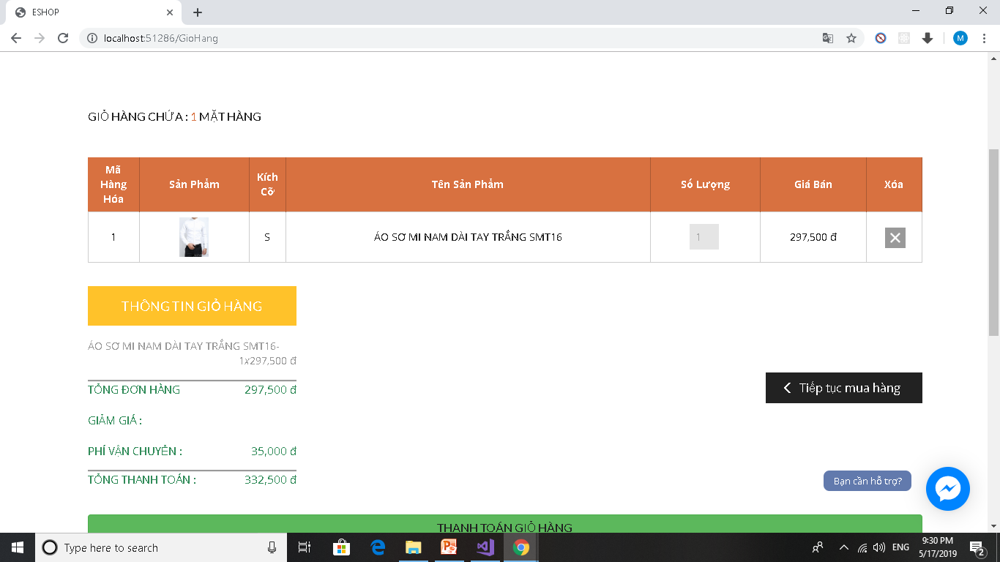 ESHOP
localhost:51286/GioHang
M
GIỎ HÀNG CHỨA : 1 MẶT HÀNG
Mã Hàng Hóa
Sản Phẩm
Kích Cỡ
Tên Sản Phẩm
Số Lượng
Giá Bán
Xóa
1
S
ÁO SƠ MI NAM DÀI TAY TRẮNG SMT16
1
297,500 đ
THÔNG TIN GIỎ HÀNG
ÁO SƠ MI NAM DÀI TAY TRẮNG SMT16-
1x297,500 đ
TỔNG ĐƠN HÀNG 297,500 đ
Tiếp tục mua hàng
GIẢM GIÁ :
PHÍ VẬN CHUYỂN : 35,000 đ
TỔNG THANH TOÁN : 332,500 đ
Bạn cần hỗ trợ?
THANH TOÁN GIỎ HÀNG
Type here to search
ENG
9:30 PM
5/17/2019
2